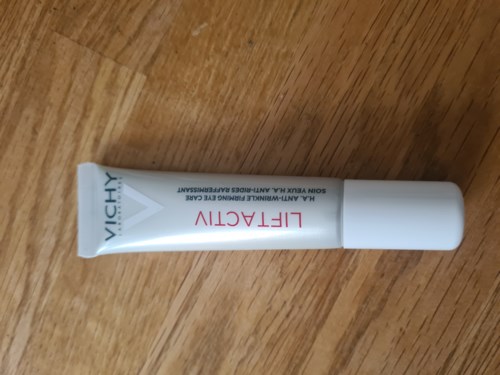 VICHY
LABORATOIRES
LIFTACTIV
H.A. ANTI-WRINKLE FIRMING EYE CARE
SOIN YEUX H.A. ANTI-RIDES RAFFERMISSANT